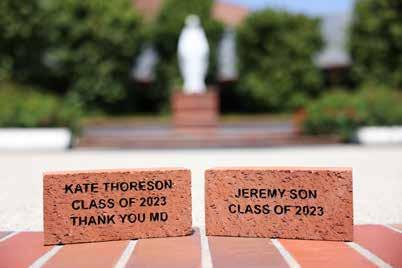 KATE THORESON
CLASS OF 2023
THANK YOU MD
JEREMY SON
CLASS OF 2023